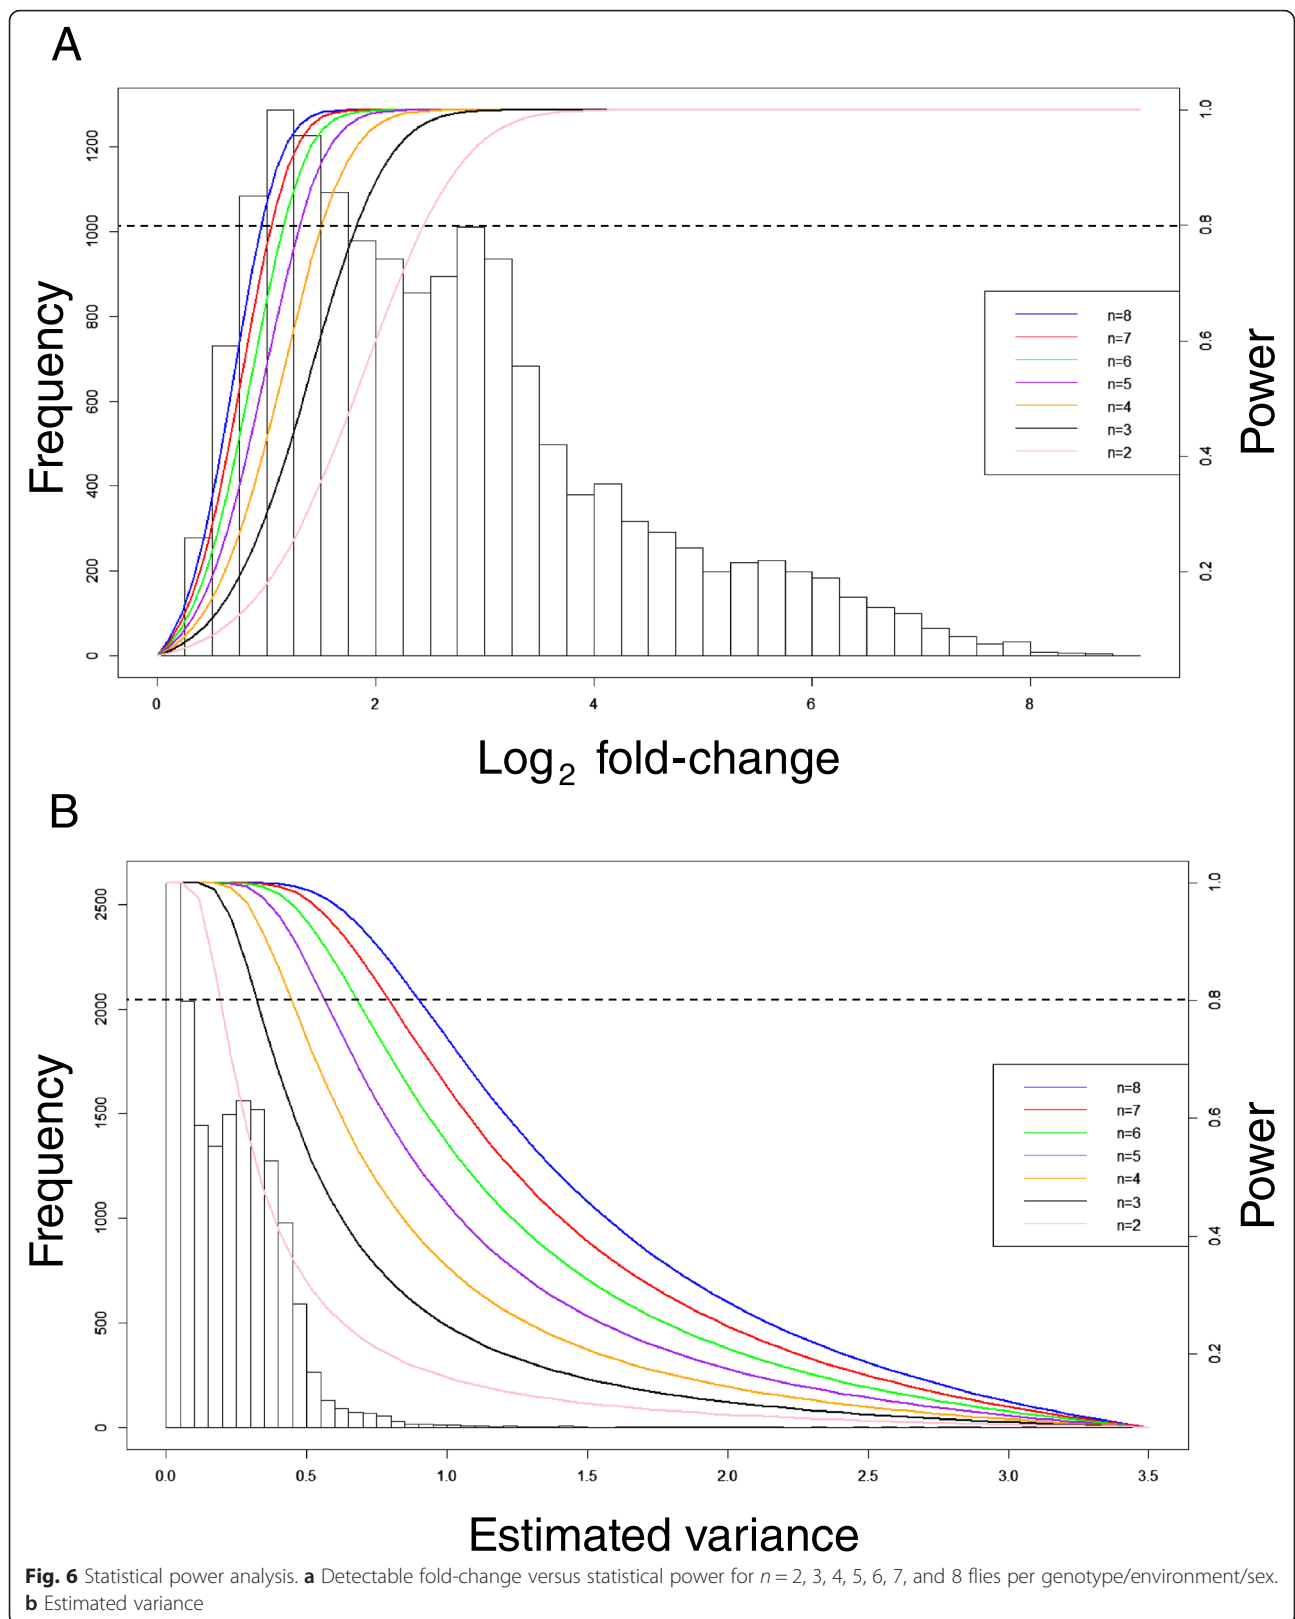 A
Frequency
0
200
400
600
800
1000
1200
0.2
0.4
0.6
0.8
1.0
Power
n=8
n=7
n=6
n=5
n=4
n=3
n=2
0 2 4 6 8
Log2 fold-change
B
Frequency
0
500
1000
1500
2000
2500
0.2
0.4
0.6
0.8
1.0
Power
n=8
n=7
n=6
n=5
n=4
n=3
n=2
0.0 0.5 1.0 1.5 2.0 2.5 3.0 3.5
Estimated variance
Fig. 6 Statistical power analysis. a Detectable fold-change versus statistical power for n = 2, 3, 4, 5, 6, 7, and 8 flies per genotype/environment/sex.
b Estimated variance